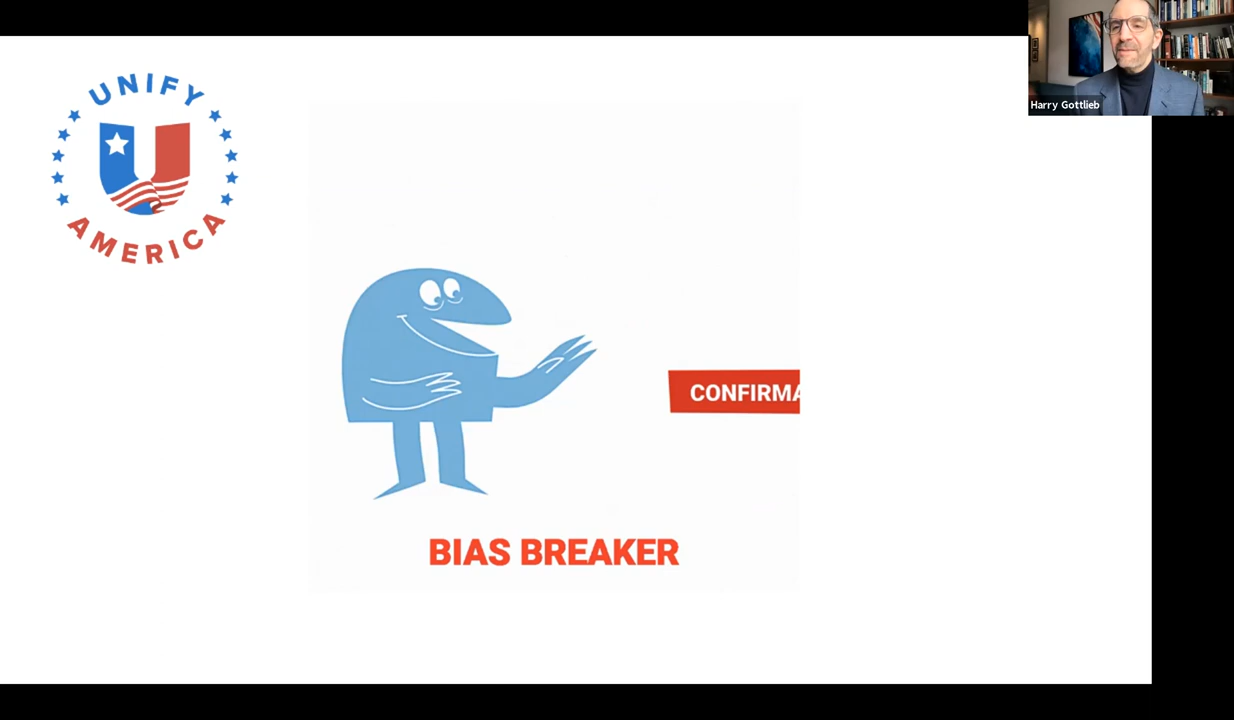 UNIFY
AMERICA
Harry Gottlieb
CONFIRMA
BIAS BREAKER